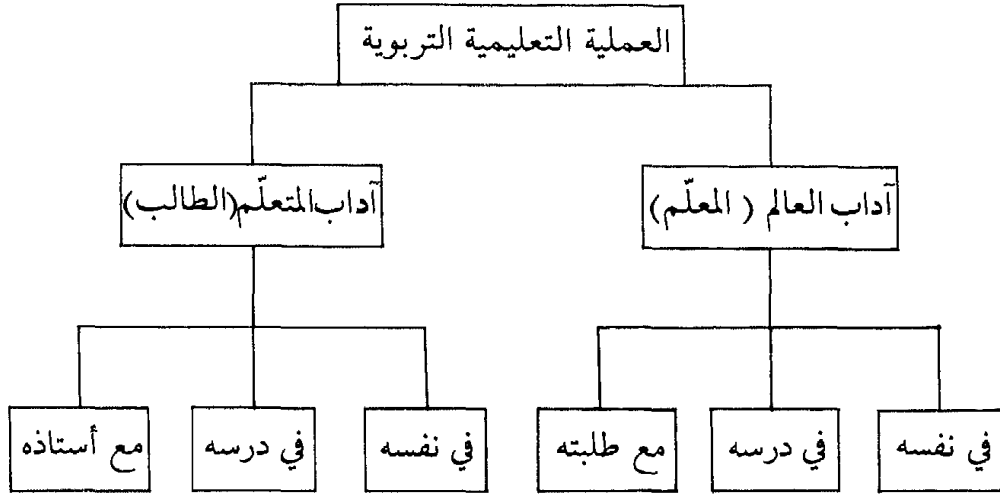 العملية التعليمية التربوية
آداب العالم ( المعلّم)
آداب المتعلّم (الطالب)
في نفسه
في درسه
مع طلبته
في نفسه
في درسه
مع أستاذه